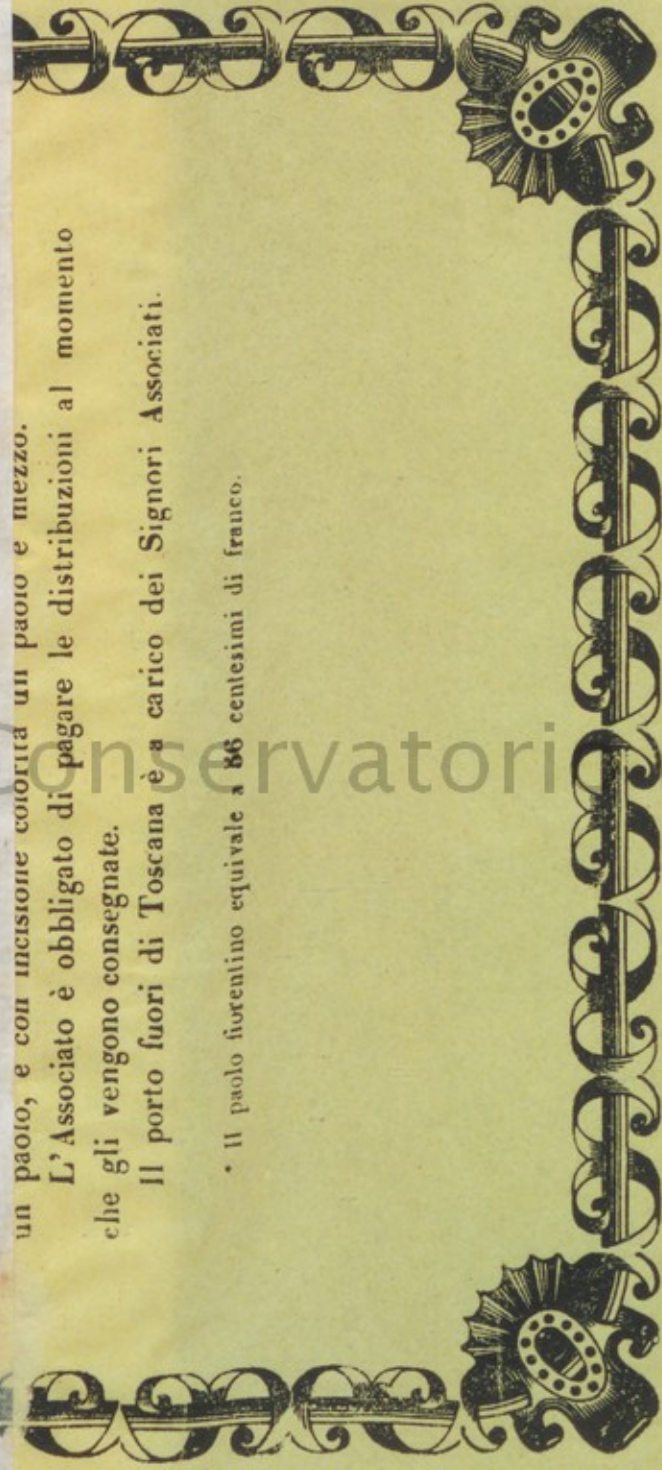 un paolo, e con incisione colorita un paolo e mezzo.
L'Associato è obbligato di pagare le distribuzioni al momento
che gli vengono consegnate.
Il porto fuori di Toscana è a carico dei Signori Associati.
* Il paolo fiorentino equivale a 56 centesimi di franco.
Conservatori